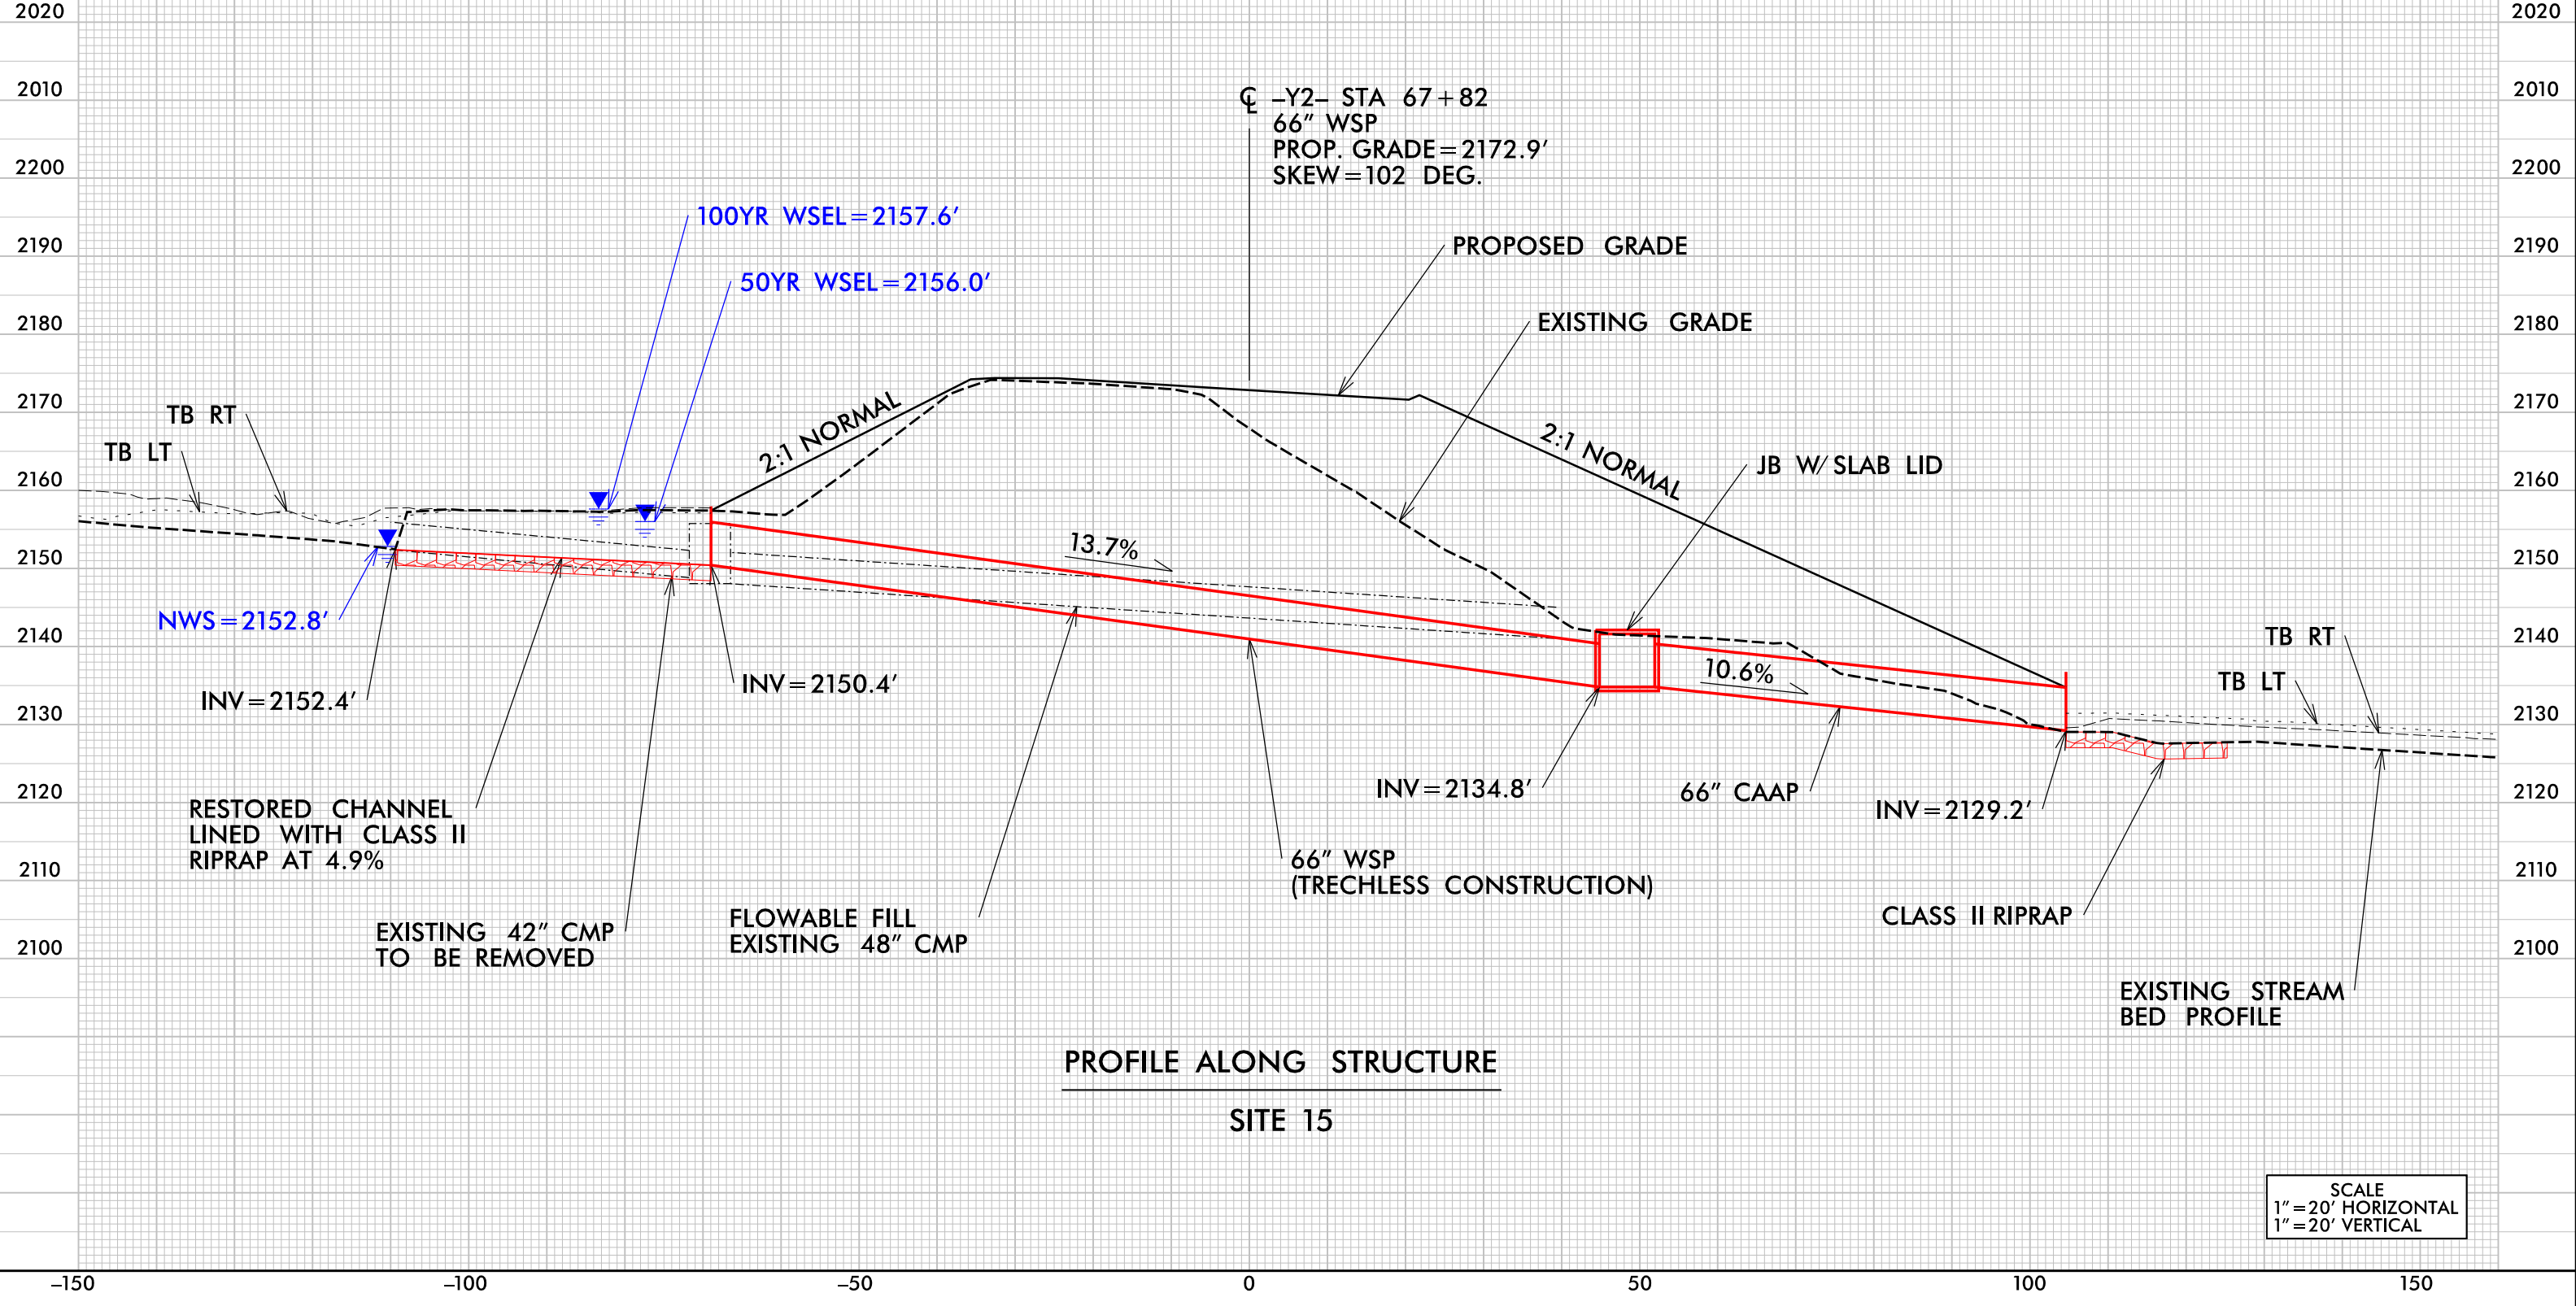 2020 2020
2010 2010
℄ –Y2– STA 67+82
66" WSP
PROP. GRADE=2172.9'
SKEW=102 DEG.
2200 2200
100YR WSEL=2157.6'
2190 2190
PROPOSED GRADE
50YR WSEL=2156.0'
2180 2180
EXISTING GRADE
2170 2170
TB RT
2:1 NORMAL
2:1 NORMAL
TB LT
JB W/ SLAB LID
2160 2160
2150 2150
13.7%
NWS=2152.8'
2140 2140
TB RT
10.6%
TB LT
INV=2150.4'
INV=2152.4'
2130 2130
INV=2134.8'
66" CAAP
INV=2129.2'
2120 2120
RESTORED CHANNEL
LINED WITH CLASS II
RIPRAP AT 4.9%
2110 2110
66" WSP
(TRECHLESS CONSTRUCTION)
CLASS II RIPRAP
FLOWABLE FILL
EXISTING 48" CMP
EXISTING 42" CMP
TO BE REMOVED
2100 2100
EXISTING STREAM
BED PROFILE
PROFILE ALONG STRUCTURE
SITE 15
SCALE
1"=20' HORIZONTAL
1"=20' VERTICAL
–150 –100 –50 0 50 100 150